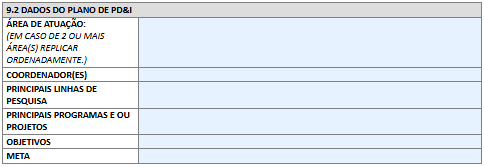 9.2 DADOS DO PLANO DE PD&I
ÁREA DE ATUAÇÃO:
(EM CASO DE 2 OU MAIS
ÁREA(S) REPLICAR
ORDENADAMENTE.)
COORDENADOR(ES)
PRINCIPAIS LINHAS DE
PESQUISA
PRINCIPAIS PROGRAMAS E OU
PROJETOS
OBJETIVOS
META